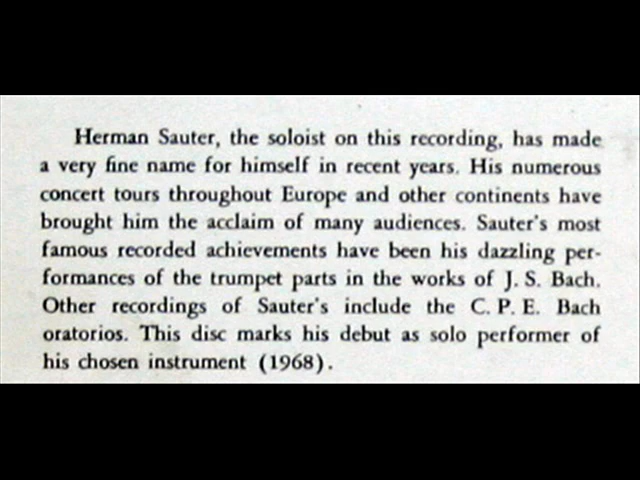 Herman Sauter, the soloist on this recording, has made
a very fine name for himself in recent years. His numerous
concert tours throughout Europe and other continents have
brought him the acclaim of many audiences. Sauter's most
famous recorded achievements have been his dazzling per-
formances of the trumpet parts in the works of J. S. Bach.
Other recordings of Sauter's include the C. P. E. Bach
oratorios. This disc marks his debut as solo performer of
his chosen instrument (1968).